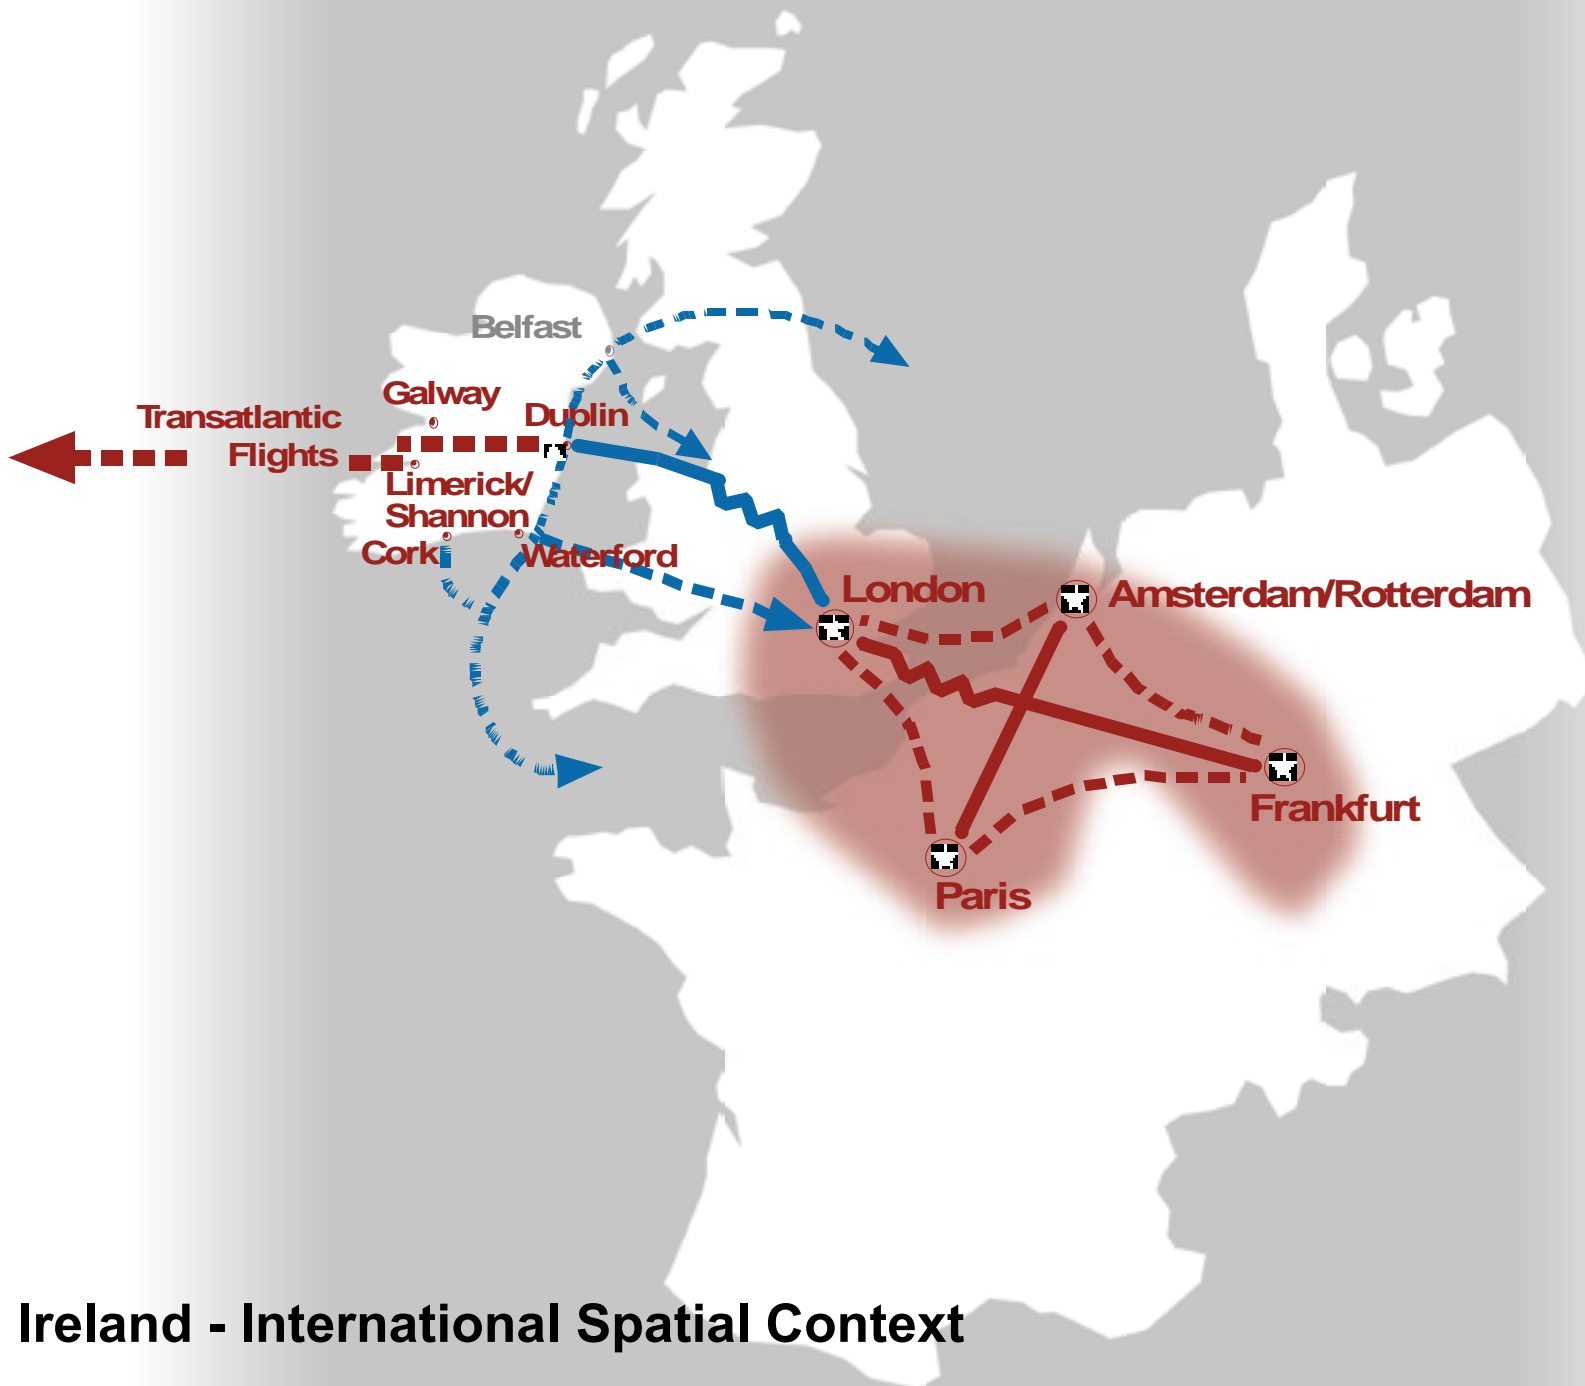 Belfast
Galway
Dublin
Transatlantic
Flights
Limerick/
Shannon
Cork
Waterford
London
Amsterdam/Rotterdam
Frankfurt
Paris
Ireland - International Spatial Context